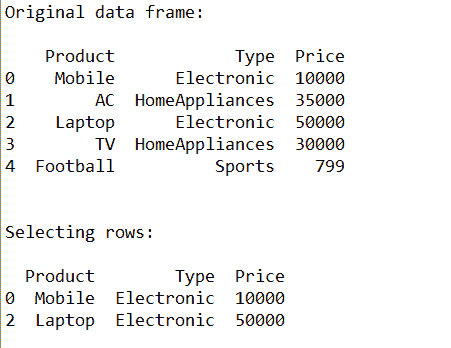 Original data frame:
Product Type Price
0 Mobile Electronic 10000
1 AC HomeAppliances 35000
2 Laptop Electronic 50000
3 TV HomeAppliances 30000
4 Football Sports 799
Selecting rows:
Product Type Price
0 Mobile Electronic 10000
2 Laptop Electronic 50000